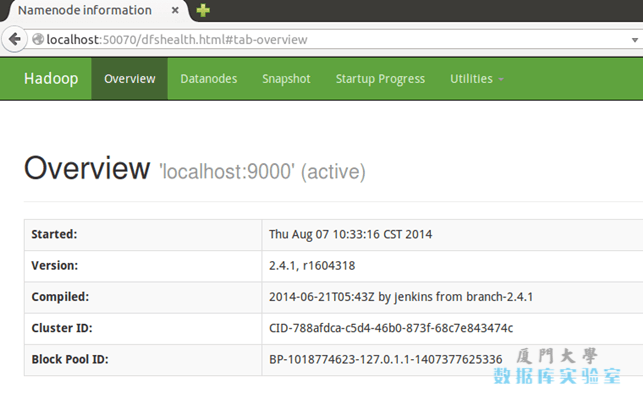 Namenode information
localhost:50070/dfshealth.html#tab-overview
Hadoop Overview Datanodes Snapshot Startup Progress Utilities
Overview 'localhost:9000' (active)
Started: Thu Aug 07 10:33:16 CST 2014
Version: 2.4.1, r1604318
Compiled: 2014-06-21T05:43Z by jenkins from branch-2.4.1
Cluster ID: CID-788afdca-c5d4-46b0-873f-68c7e843474c
Block Pool ID: BP-1018774623-127.0.1.1-1407377625336
厦門大學
数据库实验室